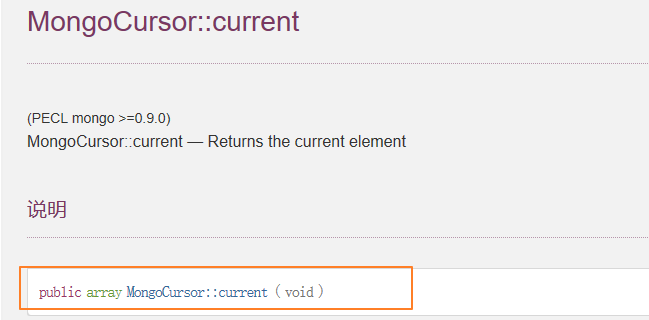 MongoCursor::current
(PECL mongo >=0.9.0)
MongoCursor::current — Returns the current element
说明
public array MongoCursor::current ( void )